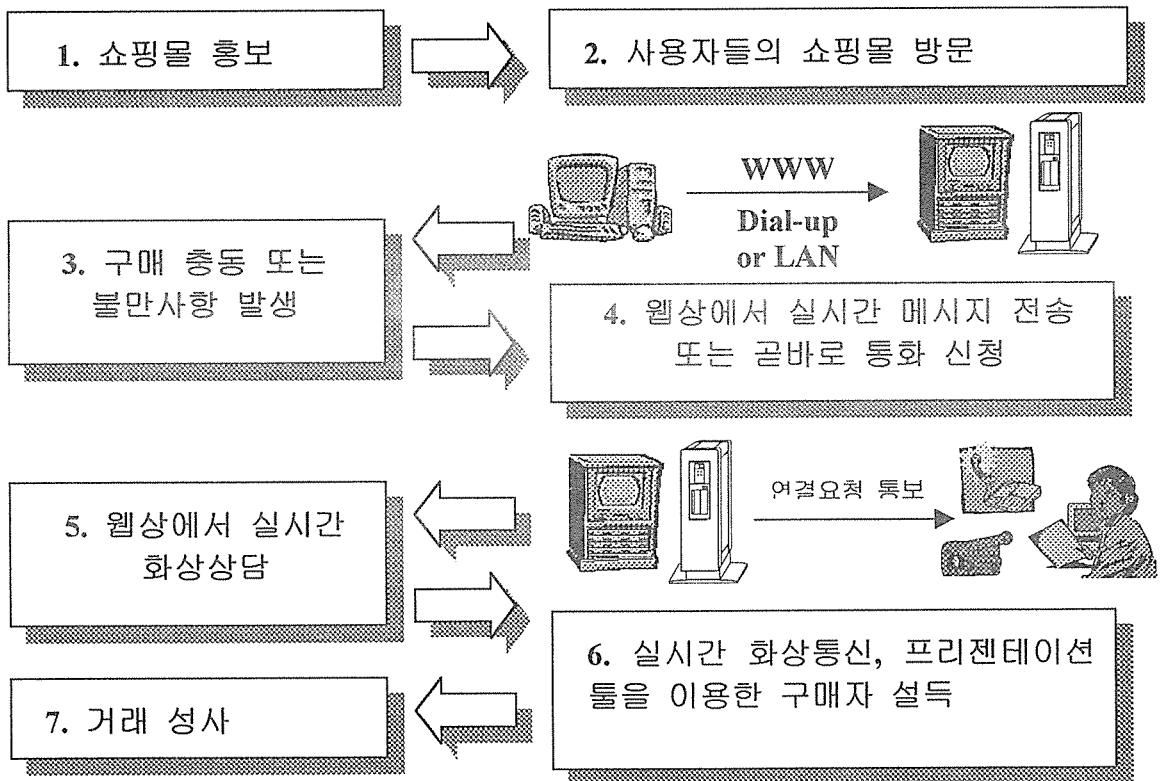 1. 쇼핑몰 홍보
2. 사용자들의 쇼핑몰 방문
WWW
Dial-up
or LAN
3. 구매 충동 또는
불만사항 발생
4. 웹상에서 실시간 메시지 전송
또는 곧바로 통화 신청
연결요청 통보
5. 웹상에서 실시간
화상상담
6. 실시간 화상통신, 프리젠테이션
툴을 이용한 구매자 설득
7. 거래 성사